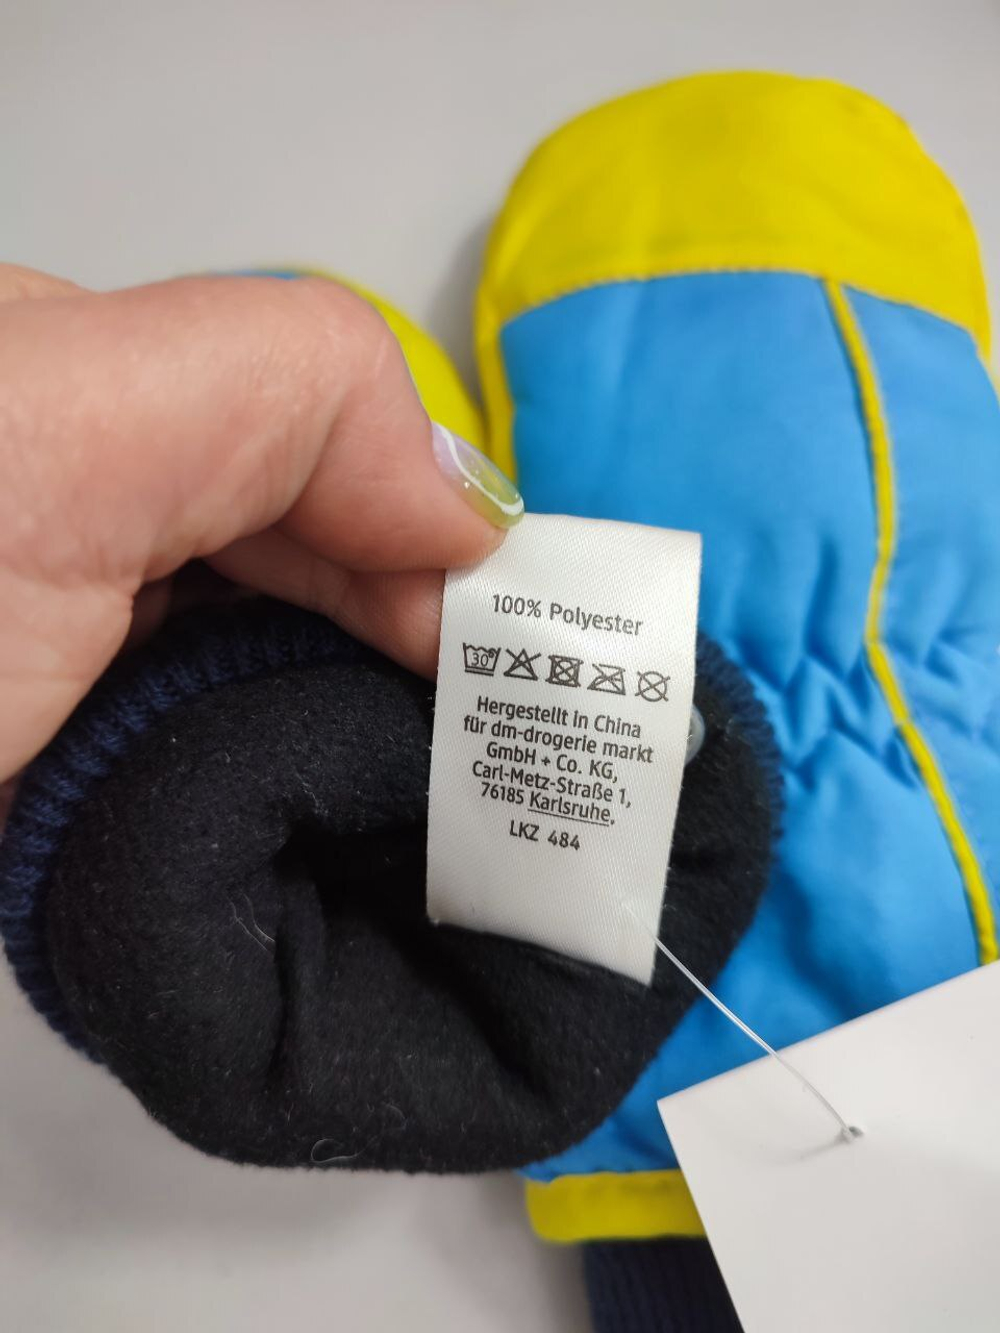 100% Polyester
30°
Hergestellt in China
für dm-drogerie markt
GmbH + Co. KG,
Carl-Metz-Straße 1,
76185 Karlsruhe,
LKZ 484